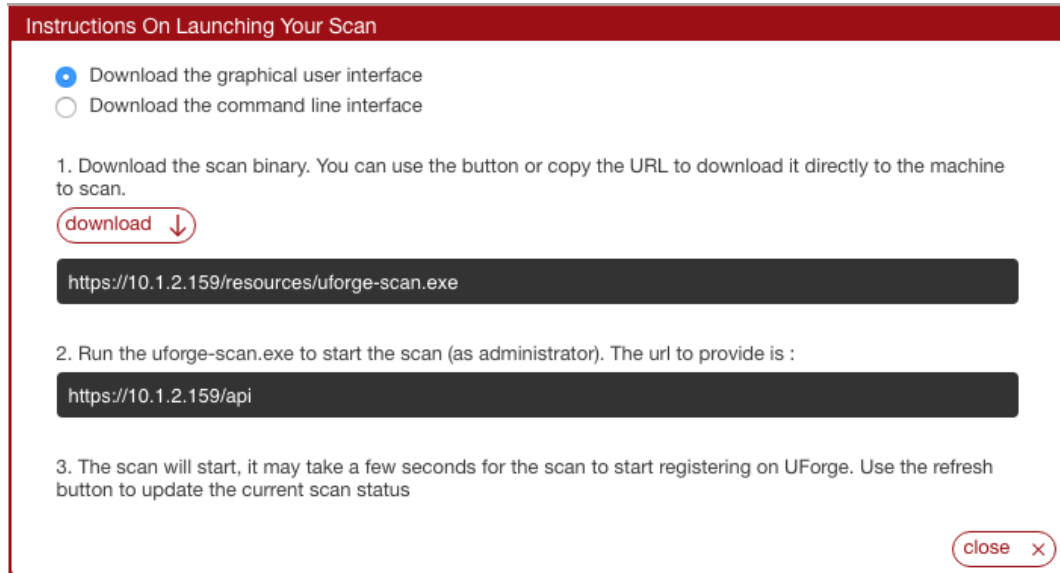 Instructions On Launching Your Scan
Download the graphical user interface
Download the command line interface
1. Download the scan binary. You can use the button or copy the URL to download it directly to the machine
to scan.
download
https://10.1.2.159/resources/uforge-scan.exe
2. Run the uforge-scan.exe to start the scan (as administrator). The url to provide is :
https://10.1.2.159/api
3. The scan will start, it may take a few seconds for the scan to start registering on UForge. Use the refresh
button to update the current scan status
close